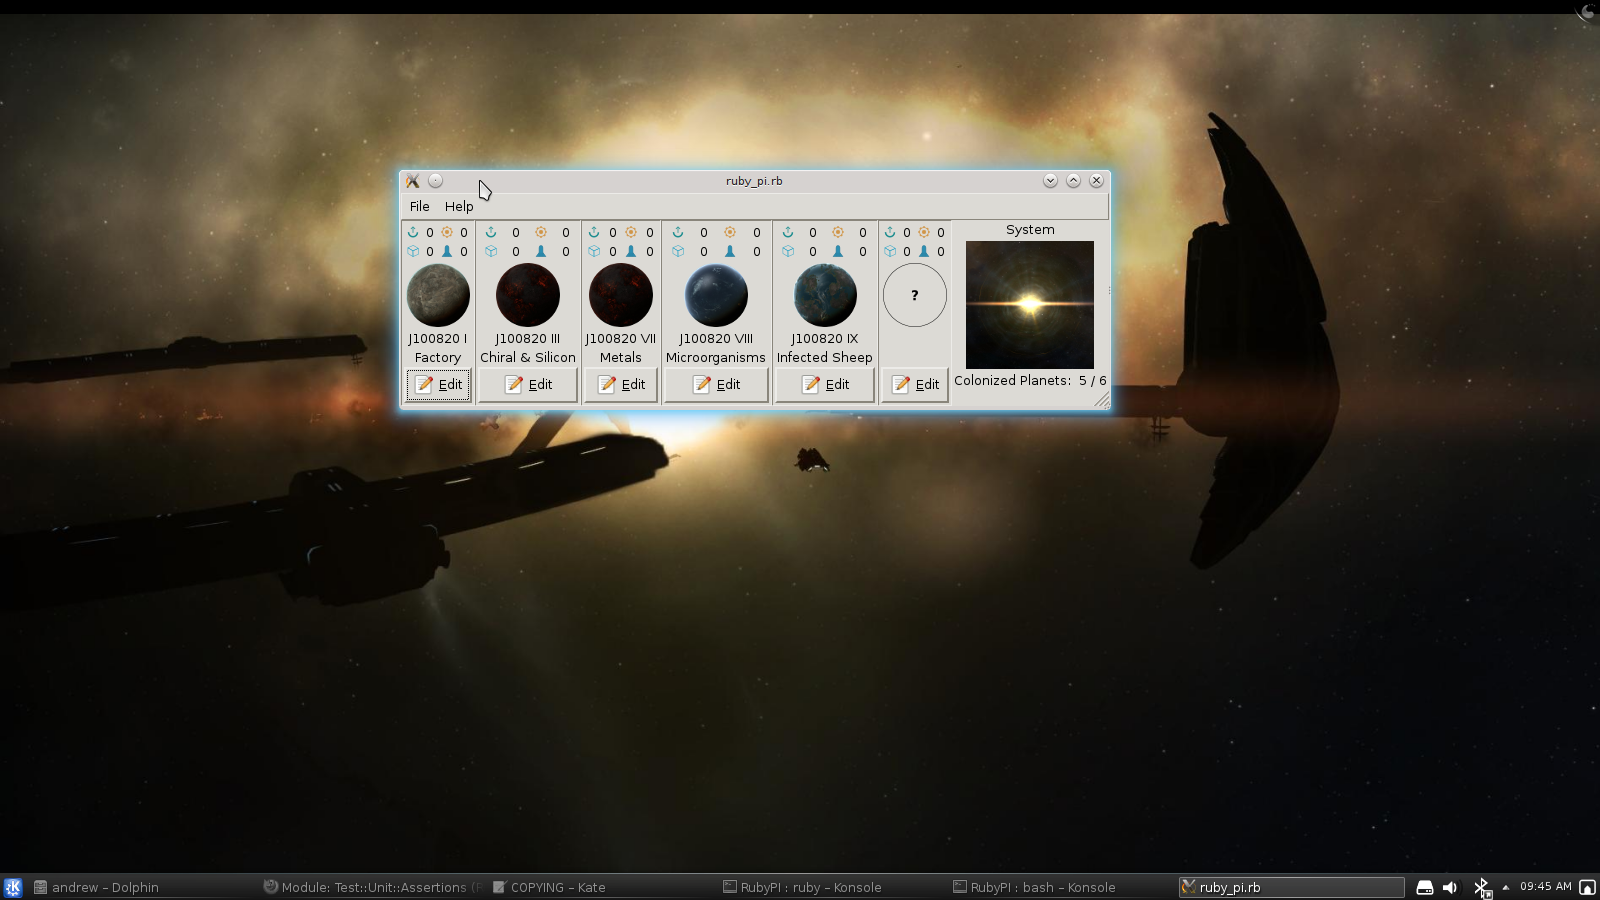 ruby_pi.rb
File Help
0 0 0 0 0 0 0 0 0 0 0 0
0 0 0 0 0 0 0 0 0 0 0 0
System
?
J100820 I J100820 III J100820 VII J100820 VIII J100820 IX
Factory Chiral & Silicon Metals Microorganisms Infected Sheep
Edit Edit Edit Edit Edit Edit
Colonized Planets: 5 / 6
andrew – Dolphin Module: Test::Unit::Assertions ( COPYING – Kate RubyPI : ruby – Konsole RubyPI : bash – Konsole ruby_pi.rb 09:45 AM